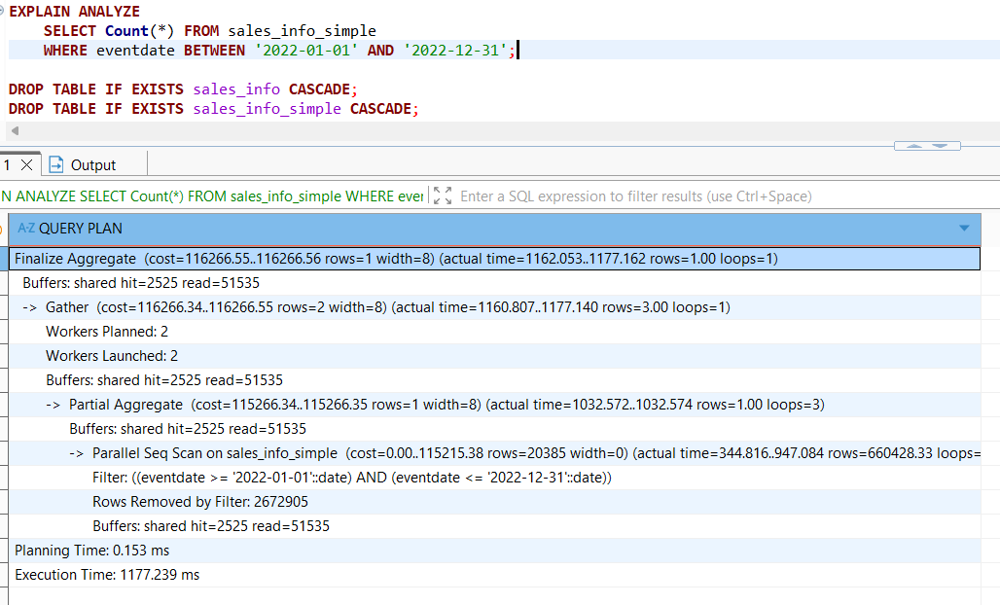 EXPLAIN ANALYZE
SELECT Count(*) FROM sales_info_simple
WHERE eventdate BETWEEN '2022-01-01' AND '2022-12-31';
DROP TABLE IF EXISTS sales_info CASCADE;
DROP TABLE IF EXISTS sales_info_simple CASCADE;
1 Output
N ANALYZE SELECT Count(*) FROM sales_info_simple WHERE ever Enter a SQL expression to filter results (use Ctrl+Space)
A-Z QUERY PLAN
Finalize Aggregate (cost=116266.55..116266.56 rows=1 width=8) (actual time=1162.053..1177.162 rows=1.00 loops=1)
Buffers: shared hit=2525 read=51535
-> Gather (cost=116266.34..116266.55 rows=2 width=8) (actual time=1160.807..1177.140 rows=3.00 loops=1)
Workers Planned: 2
Workers Launched: 2
Buffers: shared hit=2525 read=51535
-> Partial Aggregate (cost=115266.34..115266.35 rows=1 width=8) (actual time=1032.572..1032.574 rows=1.00 loops=3)
Buffers: shared hit=2525 read=51535
-> Parallel Seq Scan on sales_info_simple (cost=0.00..115215.38 rows=20385 width=0) (actual time=344.816..947.084 rows=660428.33 loops=
Filter: ((eventdate >= '2022-01-01'::date) AND (eventdate <= '2022-12-31'::date))
Rows Removed by Filter: 2672905
Buffers: shared hit=2525 read=51535
Planning Time: 0.153 ms
Execution Time: 1177.239 ms